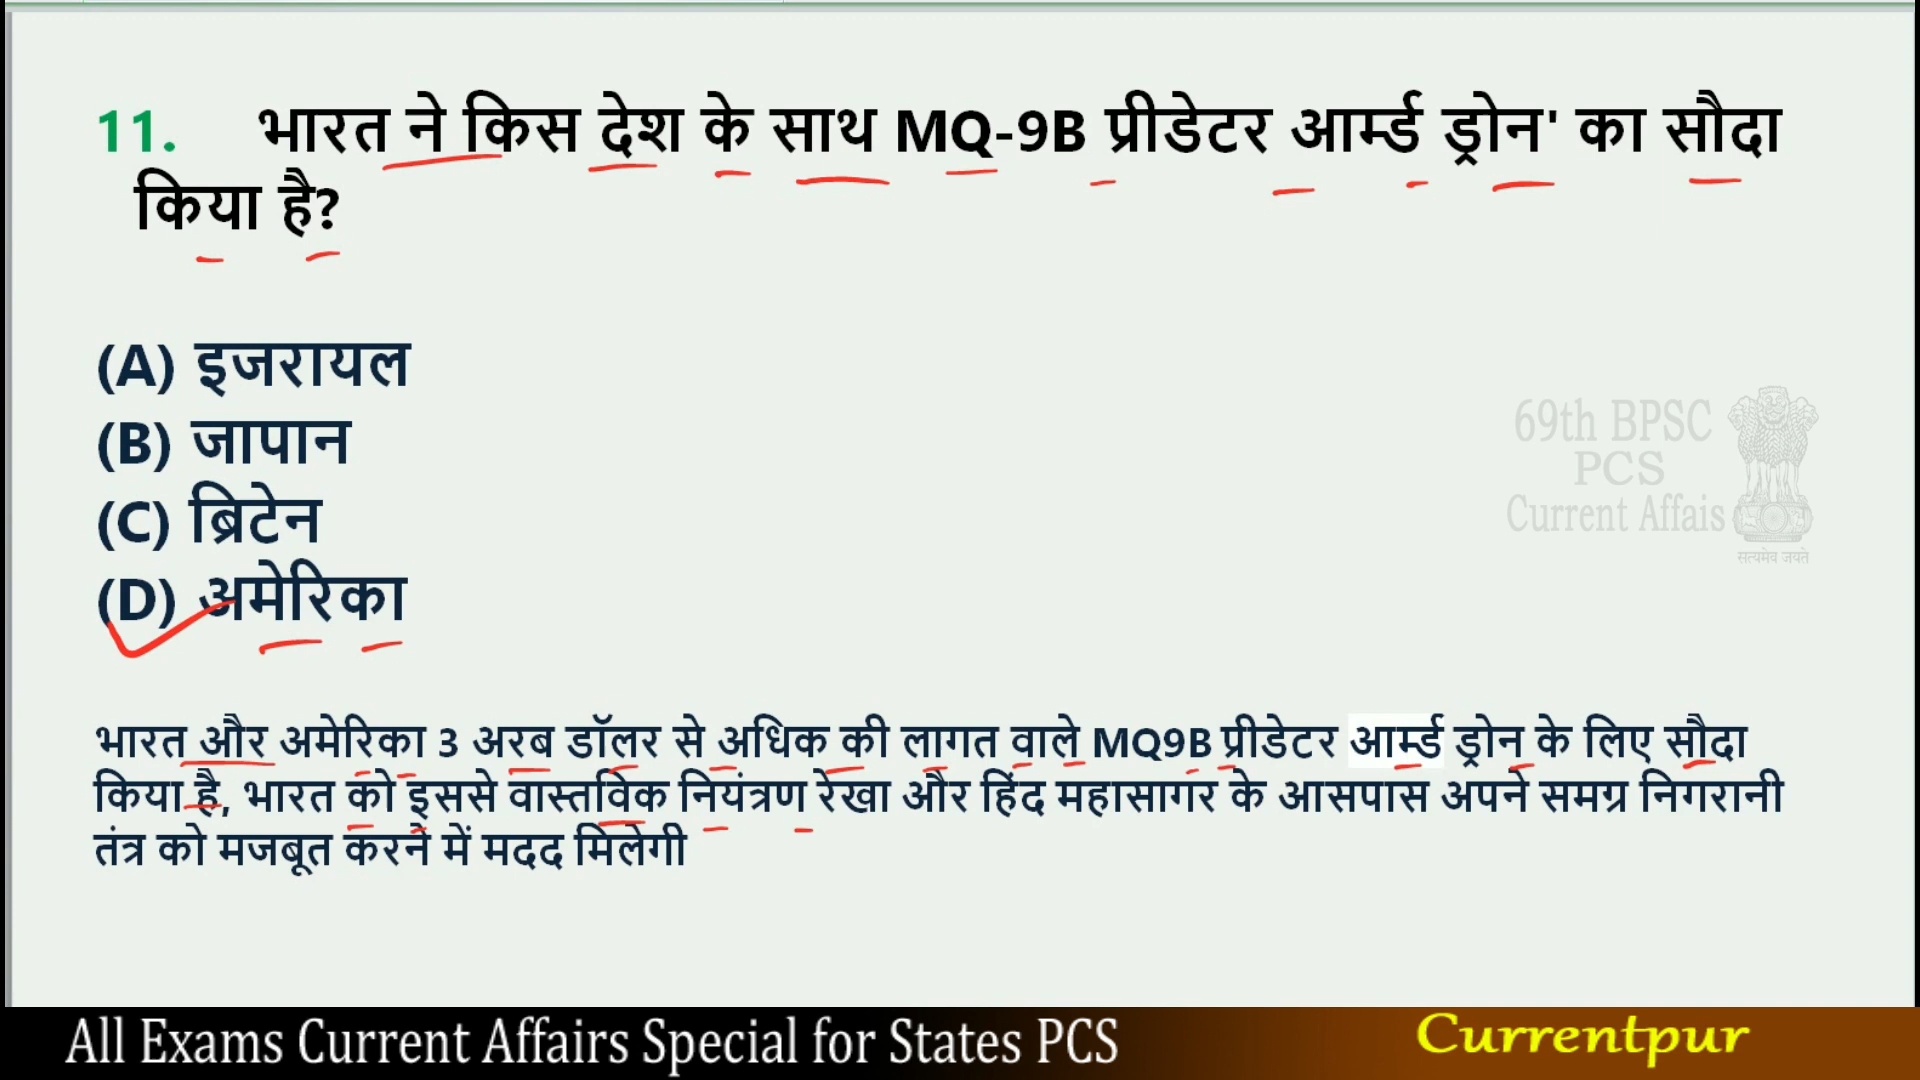 11. भारत ने किस देश के साथ MQ-9B प्रीडेटर आर्म्ड ड्रोन' का सौदा
किया है?
(A) इजरायल
(B) जापान
(C) ब्रिटेन
(D) अमेरिका
69th BPSC
PCS
Current Affais
सत्यमेव जयते
भारत और अमेरिका 3 अरब डॉलर से अधिक की लागत वाले MQ9B प्रीडेटर आर्म्ड ड्रोन के लिए सौदा
किया है, भारत को इससे वास्तविक नियंत्रण रेखा और हिंद महासागर के आसपास अपने समग्र निगरानी
तंत्र को मजबूत करने में मदद मिलेगी
All Exams Current Affairs Special for States PCS
Currentpur